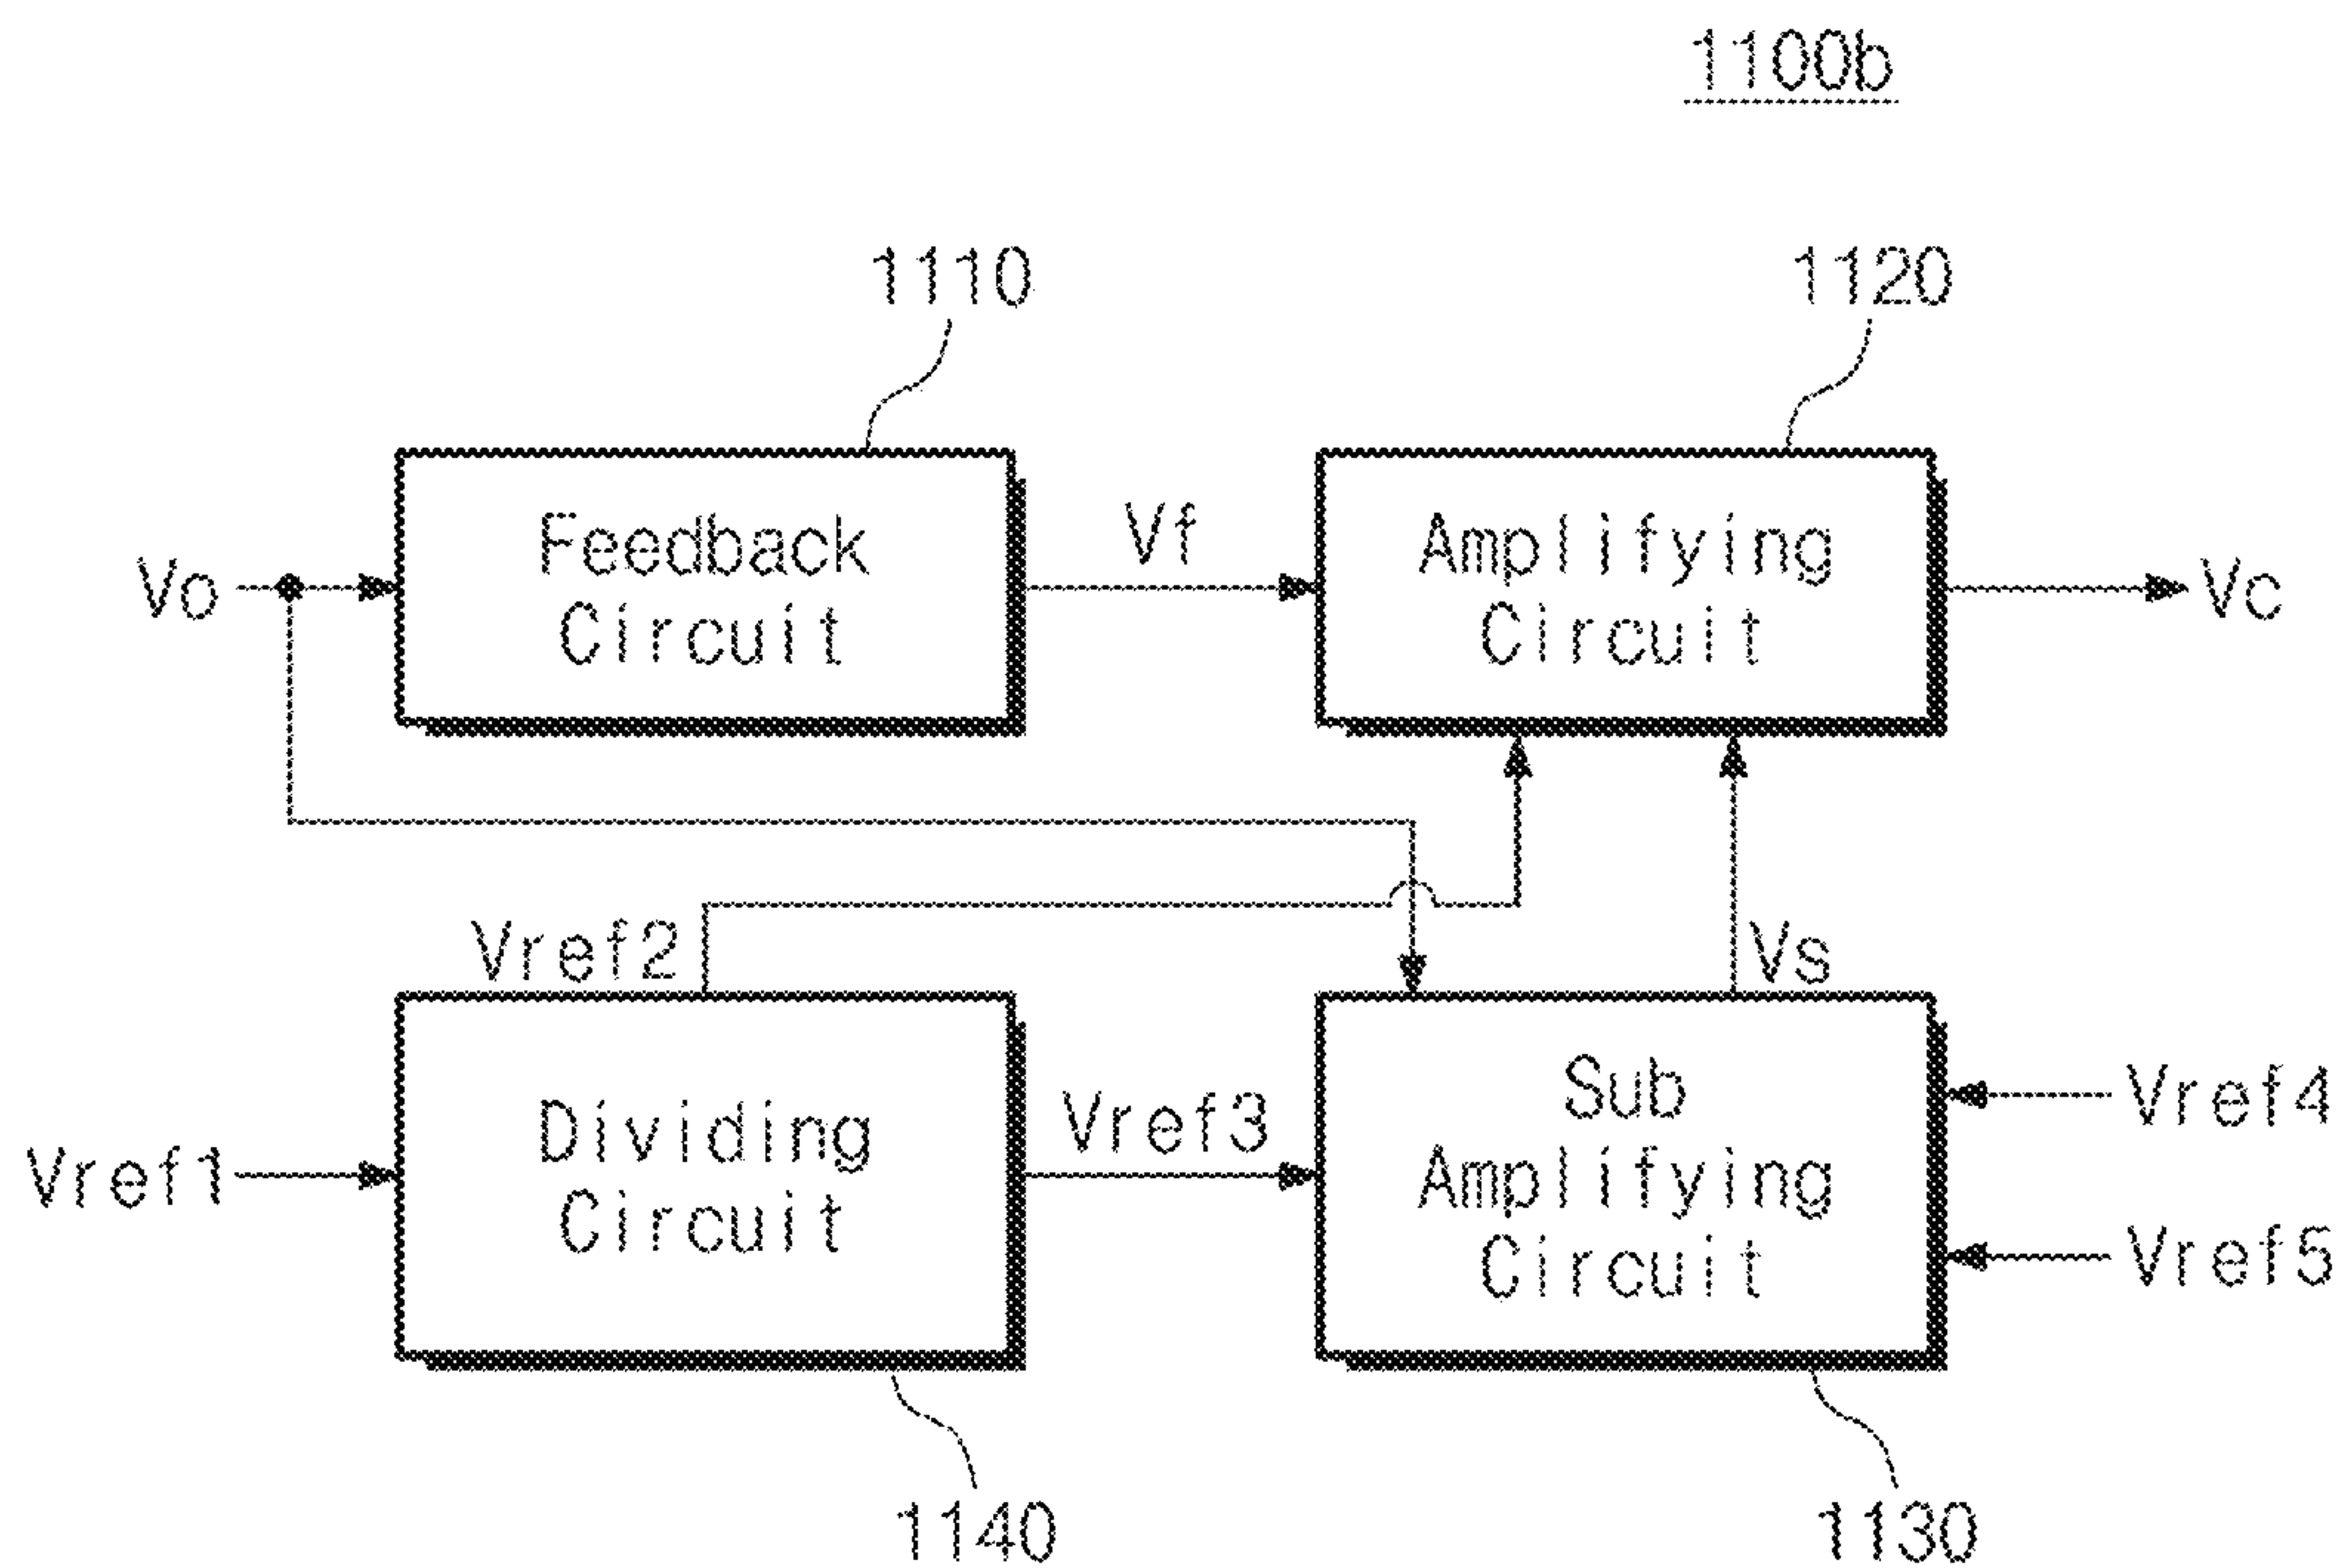 1100b
1110
1120
Feedback
Circuit
Vf
Amplifying
Circuit
Vo
Vc
Vref2
Vs
Dividing
Circuit
Vref1
Vref3
Sub
Amplifying
Circuit
Vref4
Vref5
1140
1130